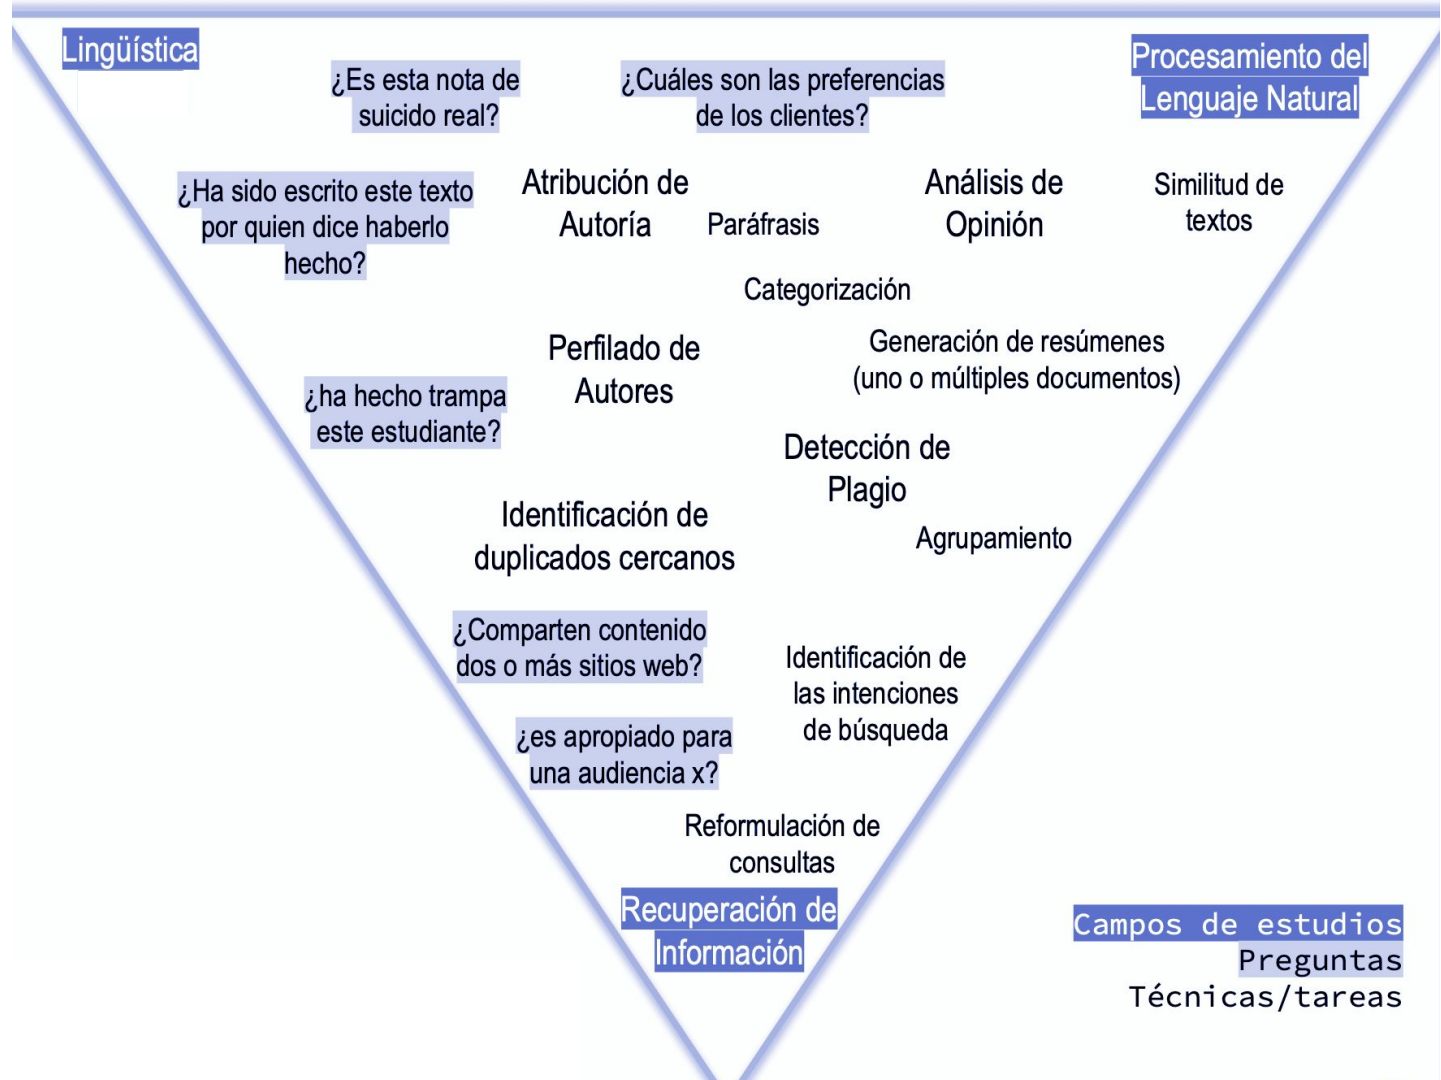 Lingüística
Procesamiento del
Lenguaje Natural
¿Es esta nota de
suicido real?
¿Cuáles son las preferencias
de los clientes?
¿Ha sido escrito este texto
por quien dice haberlo
hecho?
Atribución de
Autoría
Paráfrasis
Análisis de
Opinión
Similitud de
textos
Categorización
Perfilado de
Autores
Generación de resúmenes
(uno o múltiples documentos)
¿ha hecho trampa
este estudiante?
Detección de
Plagio
Identificación de
duplicados cercanos
Agrupamiento
¿Comparten contenido
dos o más sitios web?
Identificación de
las intenciones
de búsqueda
¿es apropiado para
una audiencia x?
Reformulación de
consultas
Recuperación de
Información
Campos de estudios
Preguntas
Técnicas/tareas